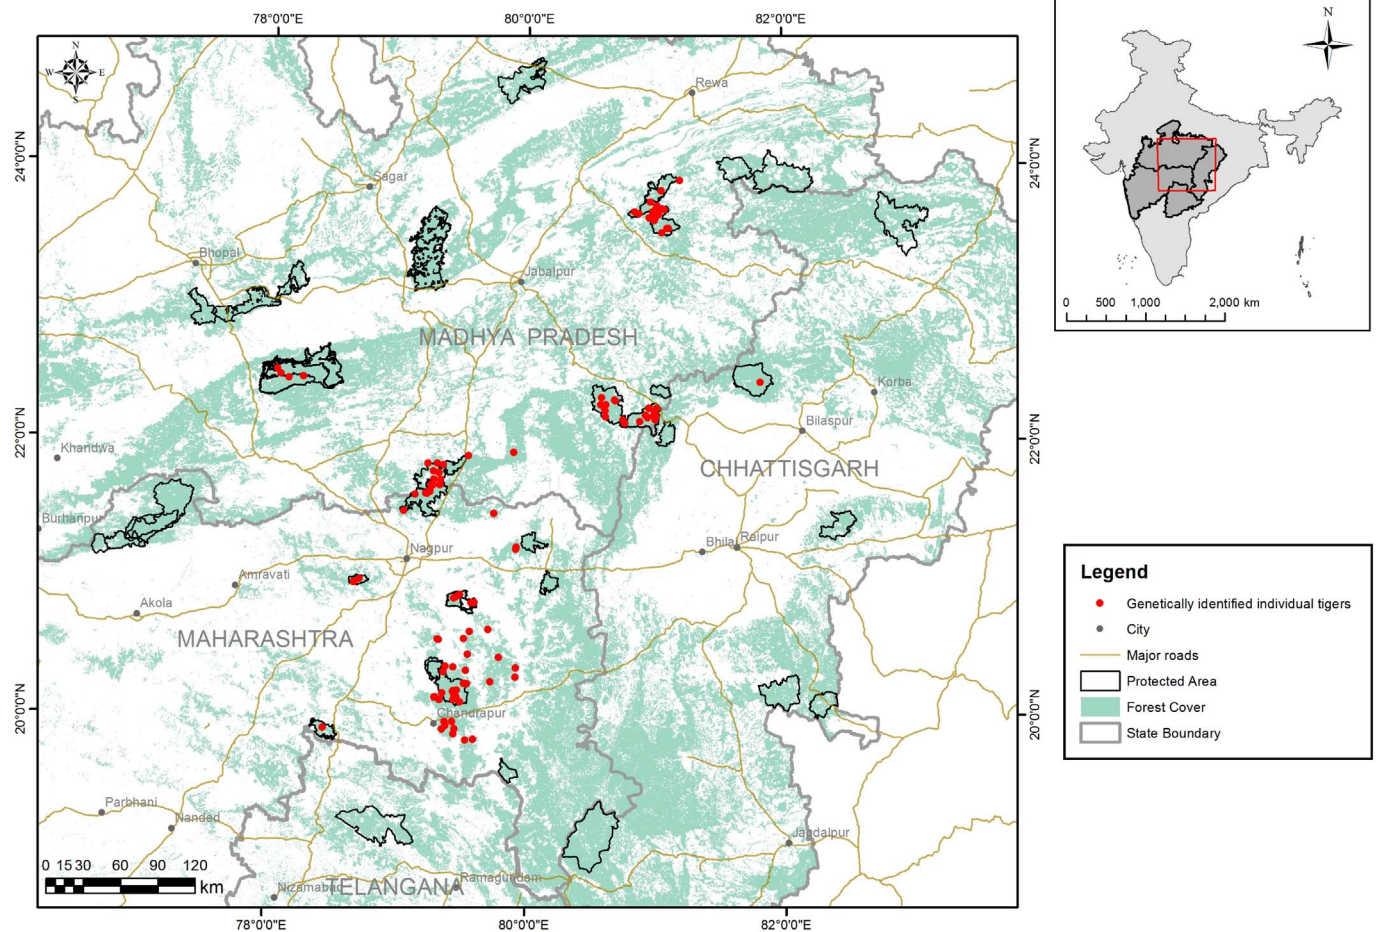 78°0'0"E 80°0'0"E 82°0'0"E
N
W E
S
N
Rewa
24°0'0"N
24°0'0"N
Sagar
Bhopal
Jabalpur
0 500 1,000 2,000 km
MADHYA PRADESH
Korba
Bilaspur
22°0'0"N
22°0'0"N
Khandwa
CHHATTISGARH
Burhanpur
Nagpur
Bhilai Raipur
Amravati
Akola
Legend
Genetically identified individual tigers
City
Major roads
Protected Area
Forest Cover
State Boundary
MAHARASHTRA
20°0'0"N
20°0'0"N
Chandrapur
Parbhani
Nanded
Jagdalpur
0 15 30 60 90 120
km
Nizamabad
TELANGANA
Ramagundam
78°0'0"E 80°0'0"E 82°0'0"E